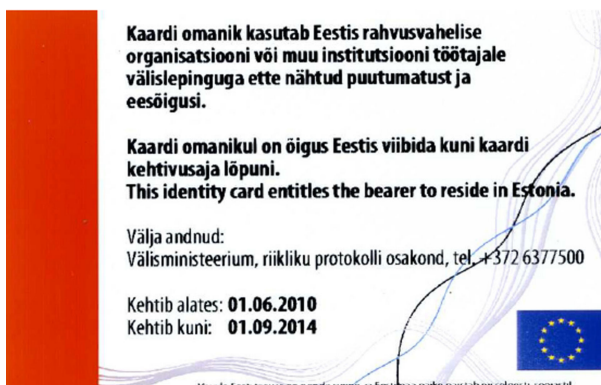 Kaardi omanik kasutab Eestis rahvusvahelise
organisatsiooni või muu institutsiooni töötajale
välislepinguga ette nähtud puutumatust ja
eesõigusi.
Kaardi omanikul on õigus Eestis viibida kuni kaardi
kehtivusaja lõpuni.
This identity card entitles the bearer to reside in Estonia.
Välja andnud:
Välisministeerium, riikliku protokolli osakond, tel. +372 6377500
Kehtib alates: 01.06.2010
Kehtib kuni: 01.09.2014